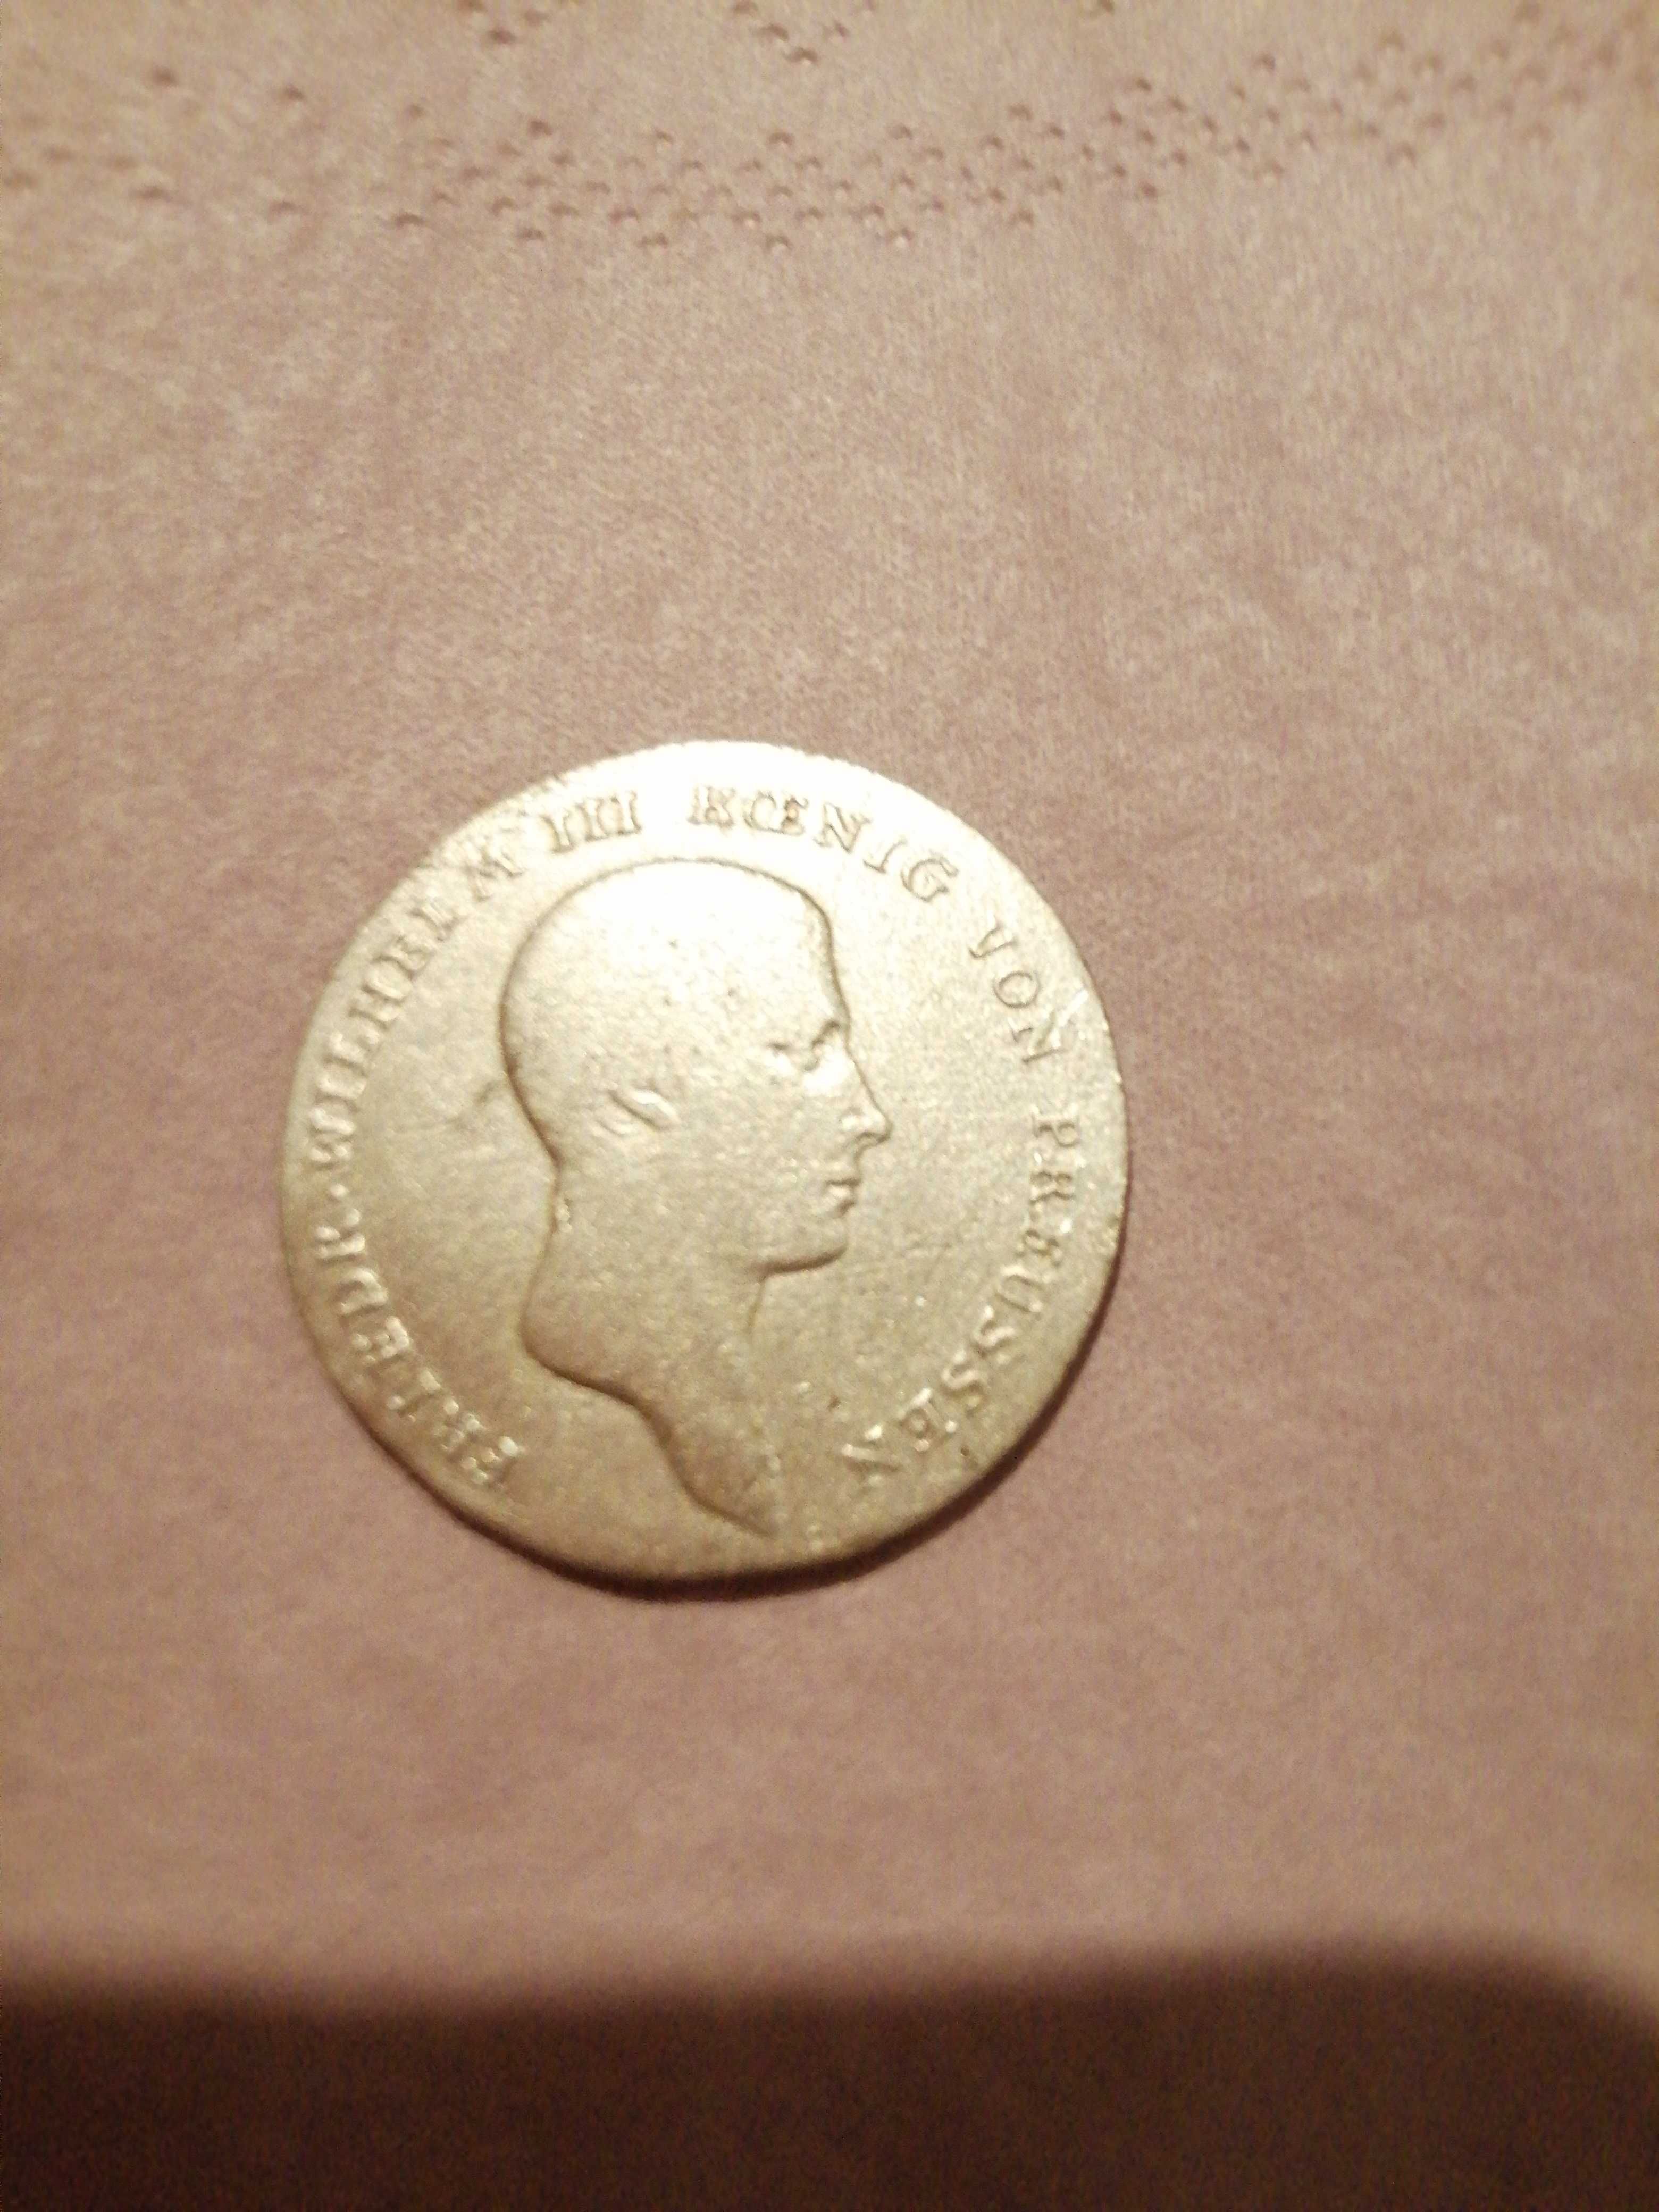 FRIEDR. WILHELM III KŒNIG VON PREUSSEN